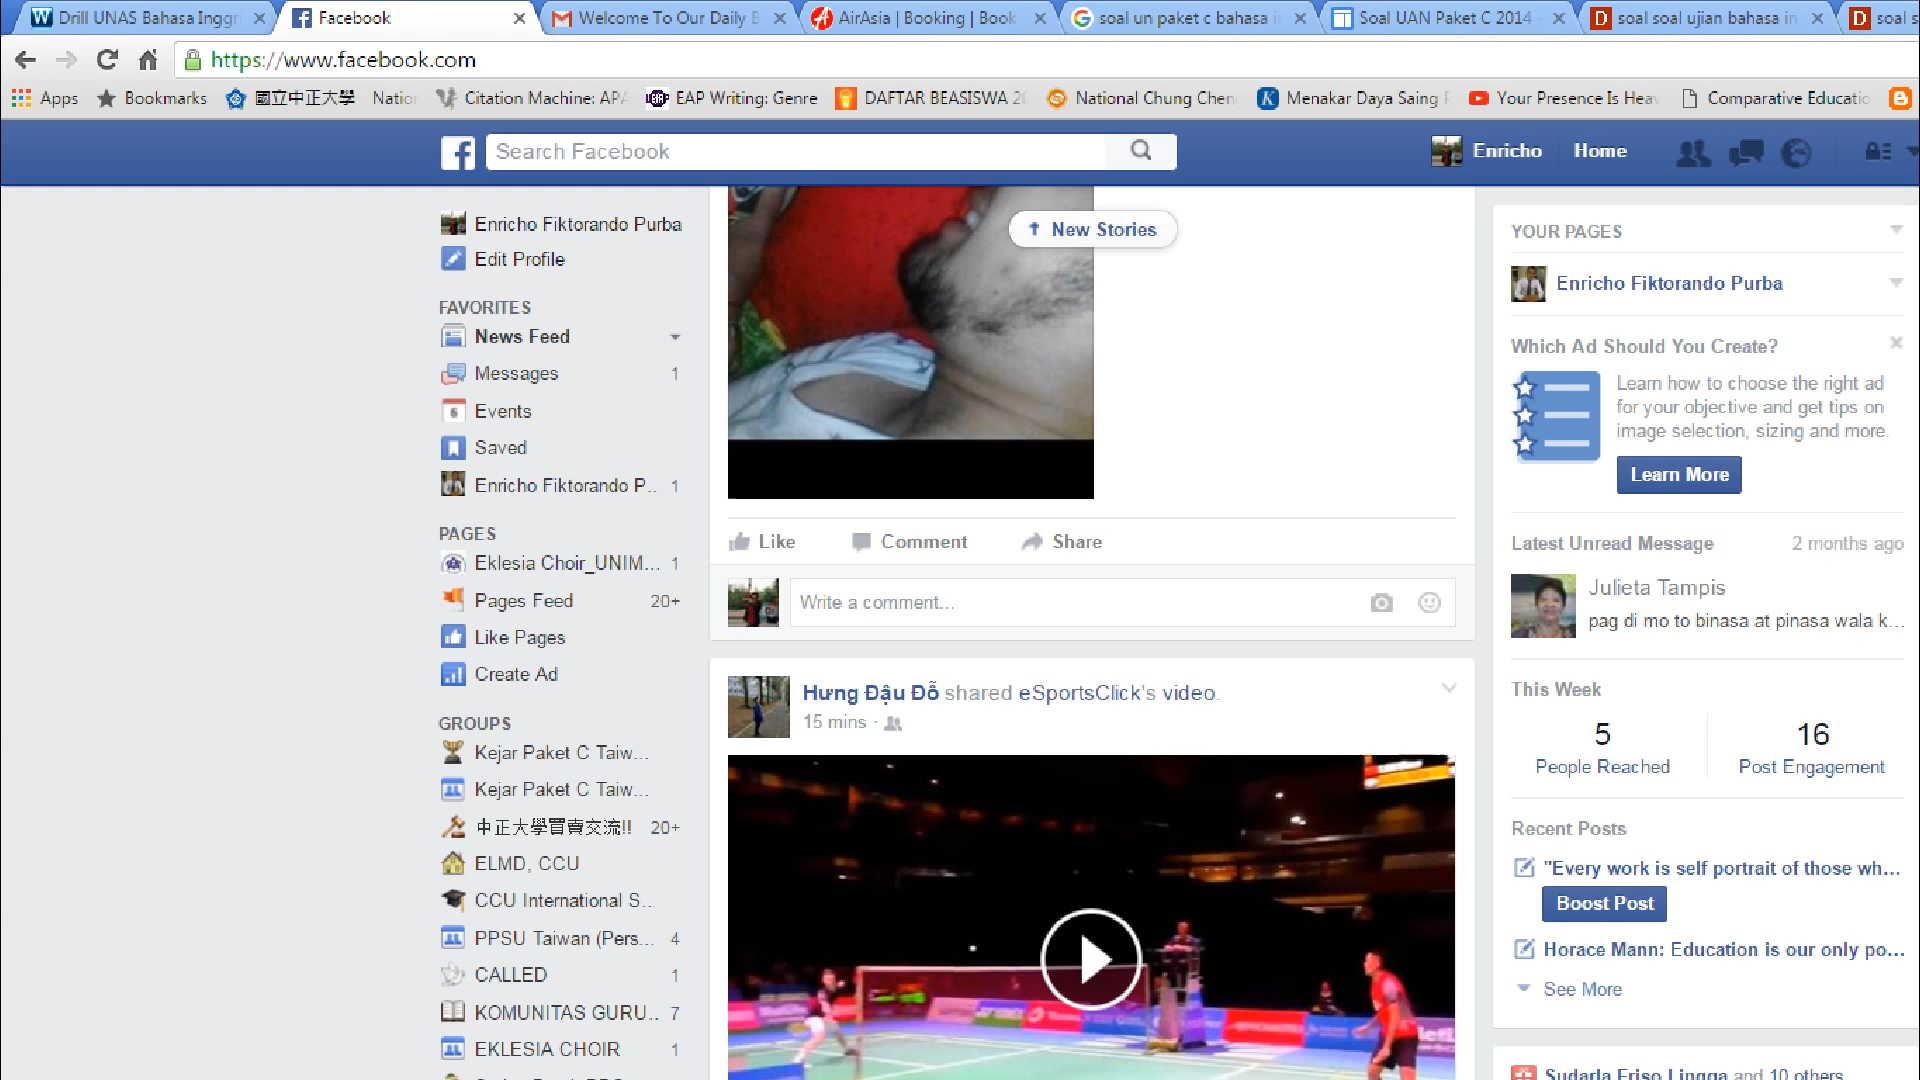 Drill UNAS Bahasa Inggr
Facebook
Welcome To Our Daily B
AirAsia | Booking | Book
soal un paket c bahasa i
Soal UAN Paket C 2014
soal soal ujian bahasa in
soal s
https://www.facebook.com
Apps
Bookmarks
國立中正大學 Nation
Citation Machine: APA
EAP Writing: Genre
DAFTAR BEASISWA 20
National Chung Chen
Menakar Daya Saing P
Your Presence Is Heav
Comparative Educatio
Search Facebook
Enricho
Home
Enricho Fiktorando Purba
Edit Profile
FAVORITES
News Feed
Messages 1
6 Events
Saved
Enricho Fiktorando P... 1
PAGES
Eklesia Choir_UNIM... 1
Pages Feed 20+
Like Pages
Create Ad
GROUPS
Kejar Paket C Taiw...
Kejar Paket C Taiw...
中正大學買賣交流!! 20+
ELMD, CCU
CCU International S...
PPSU Taiwan (Pers... 4
CALLED 1
KOMUNITAS GURU... 7
EKLESIA CHOIR 1
New Stories
Like
Comment
Share
Write a comment...
Hưng Đậu Đỗ shared eSportsClick's video.
15 mins ·
YOUR PAGES
Enricho Fiktorando Purba
Which Ad Should You Create?
Learn how to choose the right ad
for your objective and get tips on
image selection, sizing and more.
Learn More
Latest Unread Message 2 months ago
Julieta Tampis
pag di mo to binasa at pinasa wala k...
This Week
5 16
People Reached Post Engagement
Recent Posts
"Every work is self portrait of those wh...
Boost Post
Horace Mann: Education is our only po...
See More
Sudarla Friso Lingga and 10 others